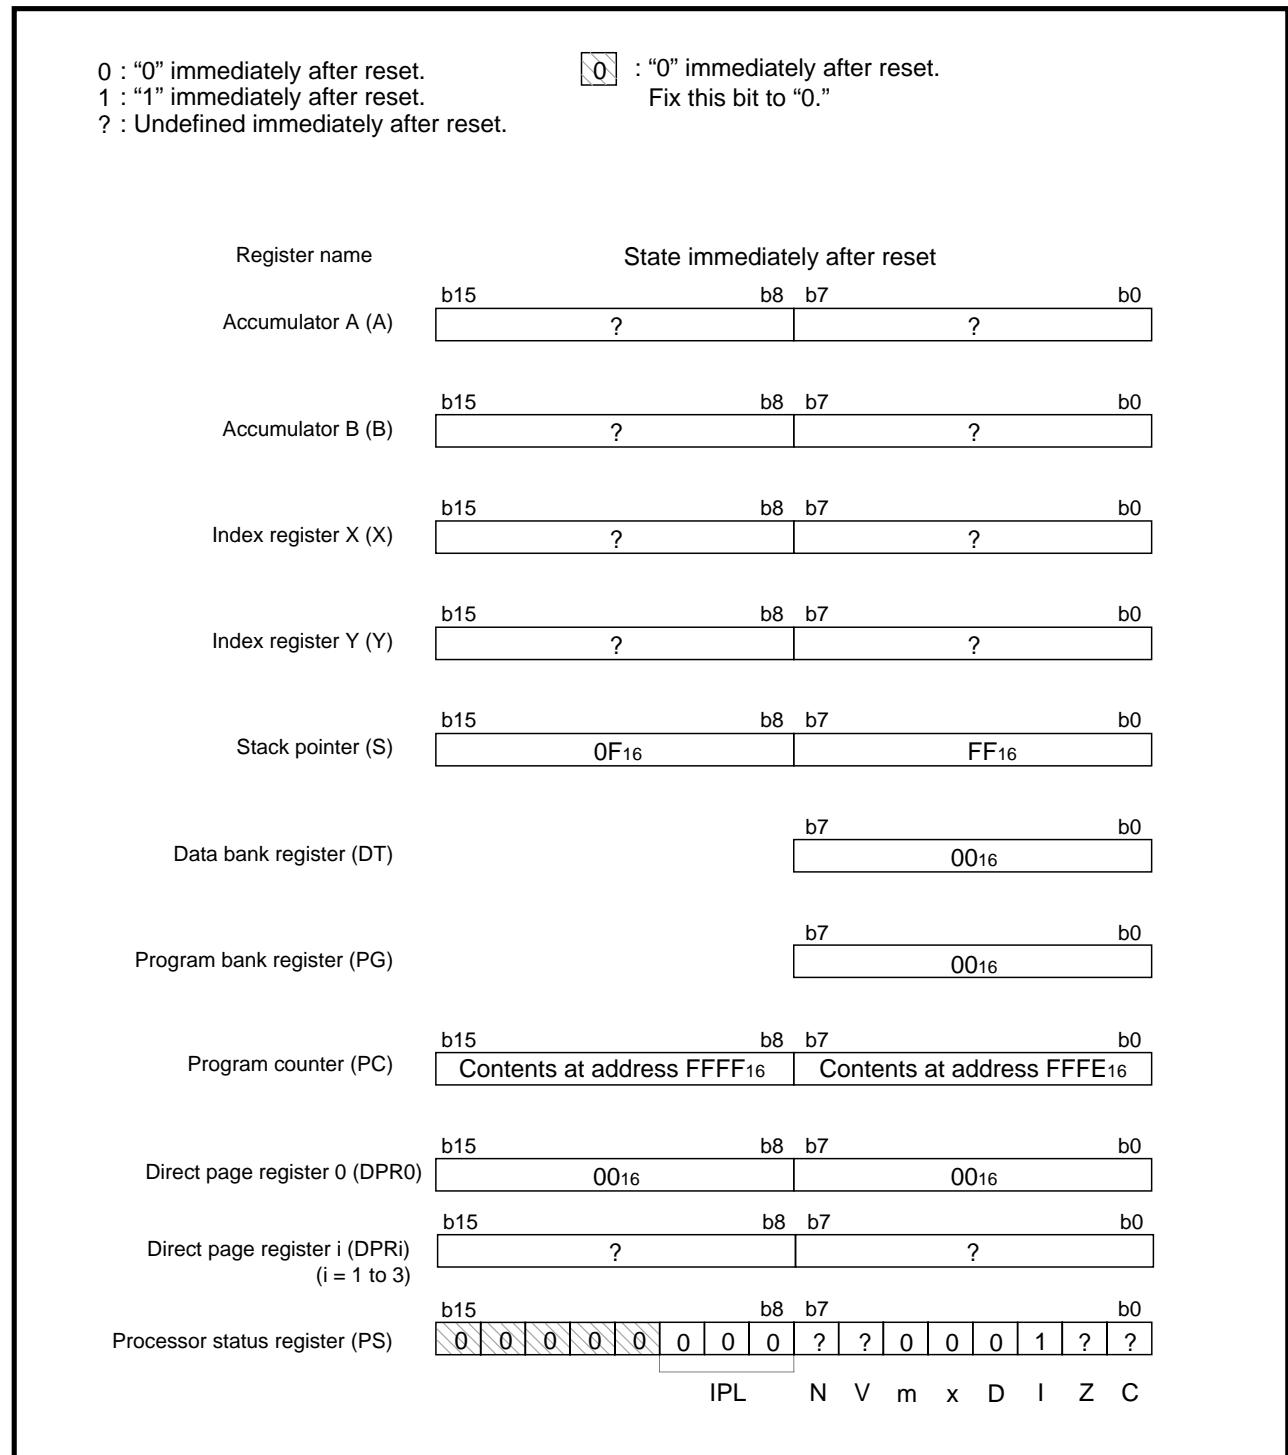 0 : “0” immediately after reset.
1 : “1” immediately after reset.
? : Undefined immediately after reset.
0 : “0” immediately after reset.
Fix this bit to “0.”
Register name State immediately after reset
b15 b8 b7 b0
Accumulator A (A) ? ?
b15 b8 b7 b0
Accumulator B (B) ? ?
b15 b8 b7 b0
Index register X (X) ? ?
b15 b8 b7 b0
Index register Y (Y) ? ?
b15 b8 b7 b0
Stack pointer (S) 0F16 FF16
b7 b0
Data bank register (DT) 0016
b7 b0
Program bank register (PG) 0016
b15 b8 b7 b0
Program counter (PC) Contents at address FFFF16 Contents at address FFFE16
b15 b8 b7 b0
Direct page register 0 (DPR0) 0016 0016
b15 b8 b7 b0
Direct page register i (DPRi) ? ?
(i = 1 to 3)
b15 b8 b7 b0
Processor status register (PS) 0 0 0 0 0 0 0 0 ? ? 0 0 0 1 ? ?
IPL N V m x D I Z C